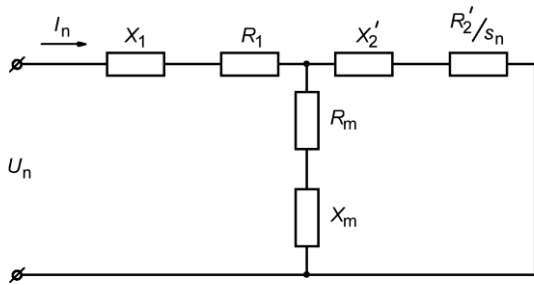 Iₙ
X₁
R₁
X₂′
R₂′/sₙ
Rₘ
Uₙ
Xₘ